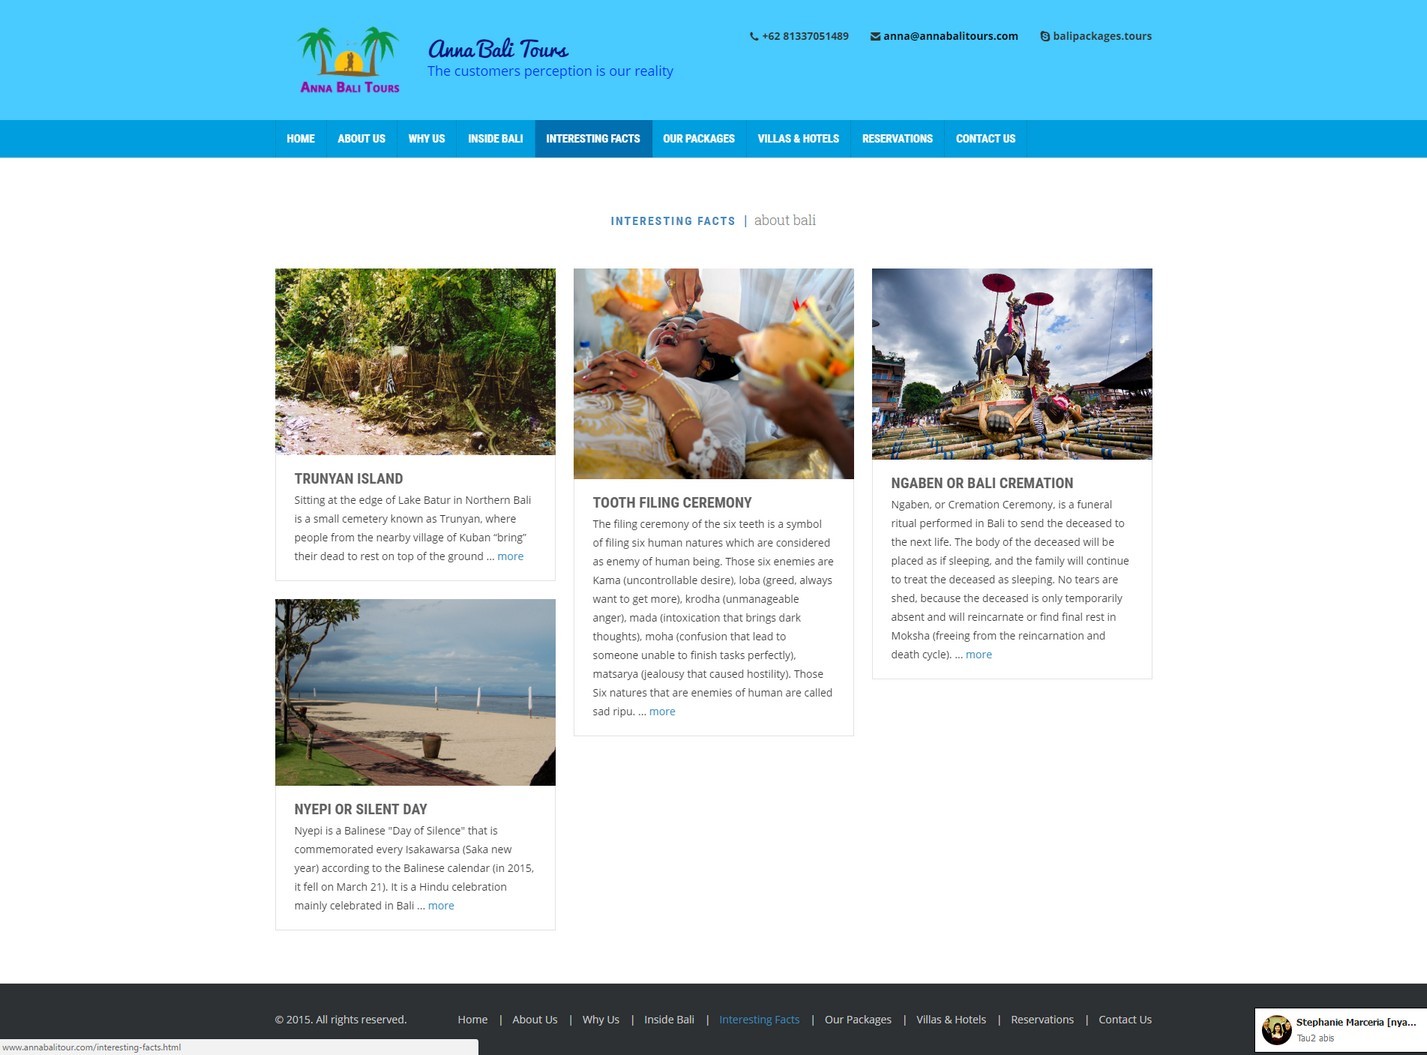 ANNA BALI TOURS
Anna Bali Tours
The customers perception is our reality
+62 81337051489
anna@annabalitours.com
balipackages.tours
HOME
ABOUT US
WHY US
INSIDE BALI
INTERESTING FACTS
OUR PACKAGES
VILLAS & HOTELS
RESERVATIONS
CONTACT US
INTERESTING FACTS | about bali
TRUNYAN ISLAND
Sitting at the edge of Lake Batur in Northern Bali
is a small cemetery known as Trunyan, where
people from the nearby village of Kuban “bring”
their dead to rest on top of the ground ... more
NYEPI OR SILENT DAY
Nyepi is a Balinese "Day of Silence" that is
commemorated every Isakawarsa (Saka new
year) according to the Balinese calendar (in 2015,
it fell on March 21). It is a Hindu celebration
mainly celebrated in Bali ... more
TOOTH FILING CEREMONY
The filing ceremony of the six teeth is a symbol
of filing six human natures which are considered
as enemy of human being. Those six enemies are
Kama (uncontrollable desire), loba (greed, always
want to get more), krodha (unmanageable
anger), mada (intoxication that brings dark
thoughts), moha (confusion that lead to
someone unable to finish tasks perfectly),
matsarya (jealousy that caused hostility). Those
Six natures that are enemies of human are called
sad ripu. ... more
NGABEN OR BALI CREMATION
Ngaben, or Cremation Ceremony, is a funeral
ritual performed in Bali to send the deceased to
the next life. The body of the deceased will be
placed as if sleeping, and the family will continue
to treat the deceased as sleeping. No tears are
shed, because the deceased is only temporarily
absent and will reincarnate or find final rest in
Moksha (freeing from the reincarnation and
death cycle). ... more
© 2015. All rights reserved.
Home | About Us | Why Us | Inside Bali | Interesting Facts | Our Packages | Villas & Hotels | Reservations | Contact Us
Stephanie Marceria [nya...
Tau2 abis
www.annabalitour.com/interesting-facts.html